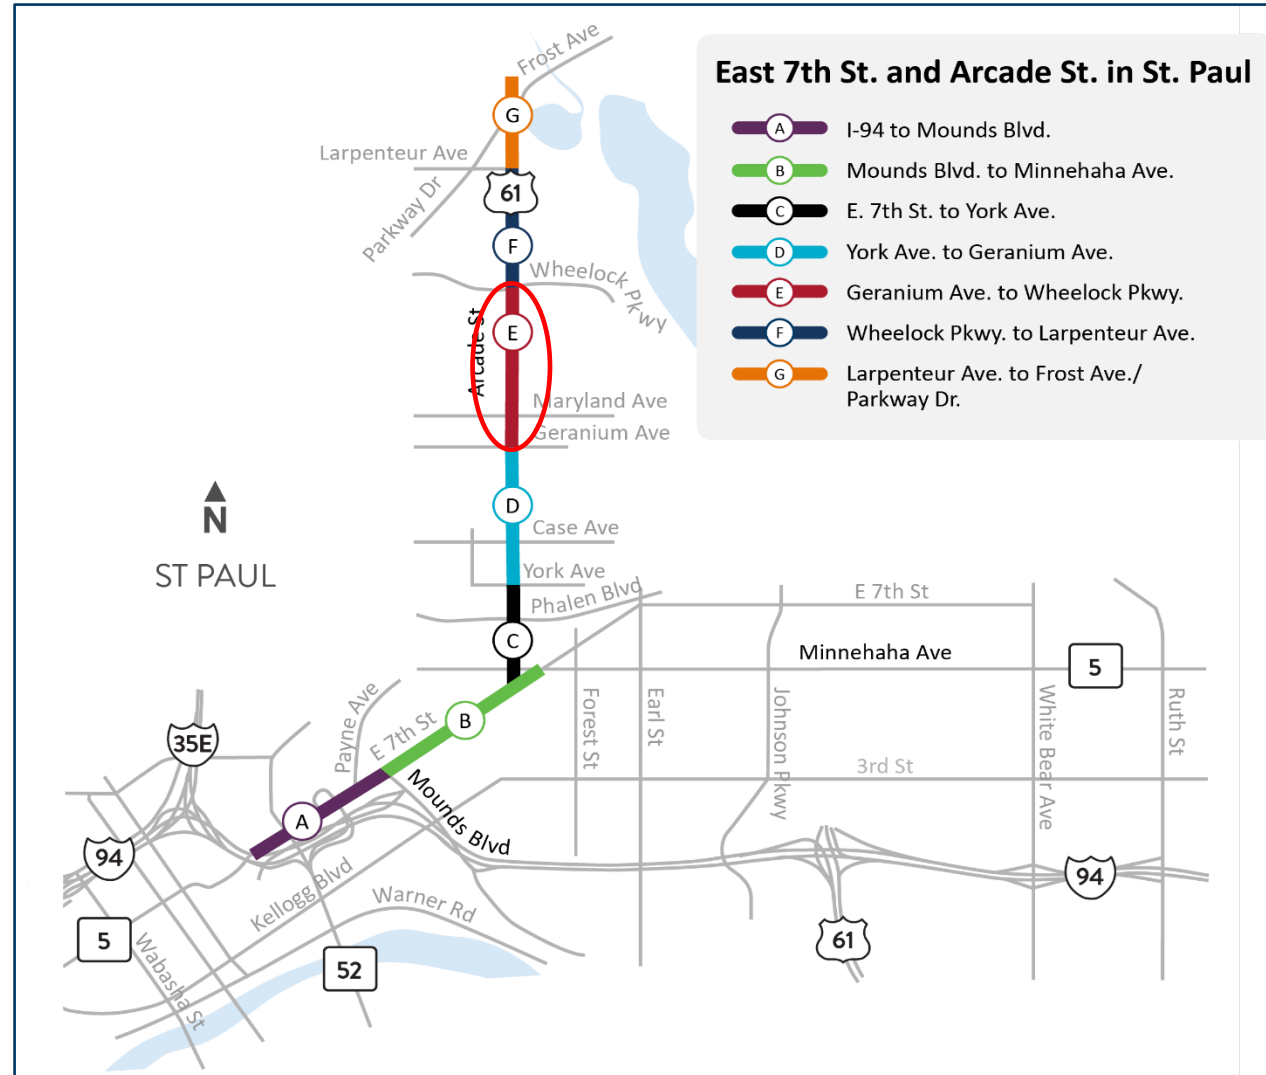 East 7th St. and Arcade St. in St. Paul
A I-94 to Mounds Blvd.
B Mounds Blvd. to Minnehaha Ave.
C E. 7th St. to York Ave.
D York Ave. to Geranium Ave.
E Geranium Ave. to Wheelock Pkwy.
F Wheelock Pkwy. to Larpenteur Ave.
G Larpenteur Ave. to Frost Ave./
Parkway Dr.
Frost Ave
G
Larpenteur Ave
Parkway Dr
61
F
Wheelock Pkwy
Arcade St
E
Maryland Ave
Geranium Ave
D
N
ST PAUL
Case Ave
York Ave
Phalen Blvd
E 7th St
C
Minnehaha Ave
5
Payne Ave
E 7th St
B
Forest St
Earl St
Johnson Pkwy
White Bear Ave
Ruth St
35E
3rd St
Mounds Blvd
A
94
94
Kellogg Blvd
Warner Rd
5
Wabasha St
52
61